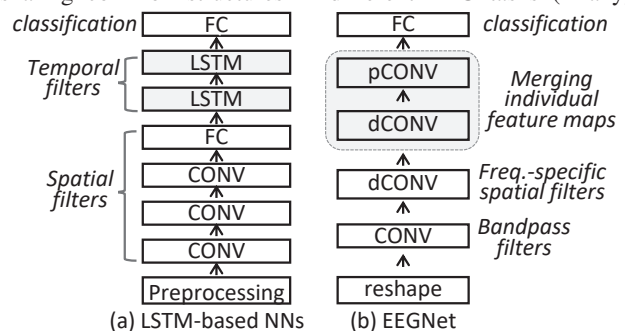 classification
FC
Temporal
filters
LSTM
LSTM
Spatial
filters
FC
CONV
CONV
CONV
Preprocessing
(a) LSTM-based NNs
FC
classification
pCONV
dCONV
Merging
individual
feature maps
dCONV
Freq.-specific
spatial filters
CONV
Bandpass
filters
reshape
(b) EEGNet